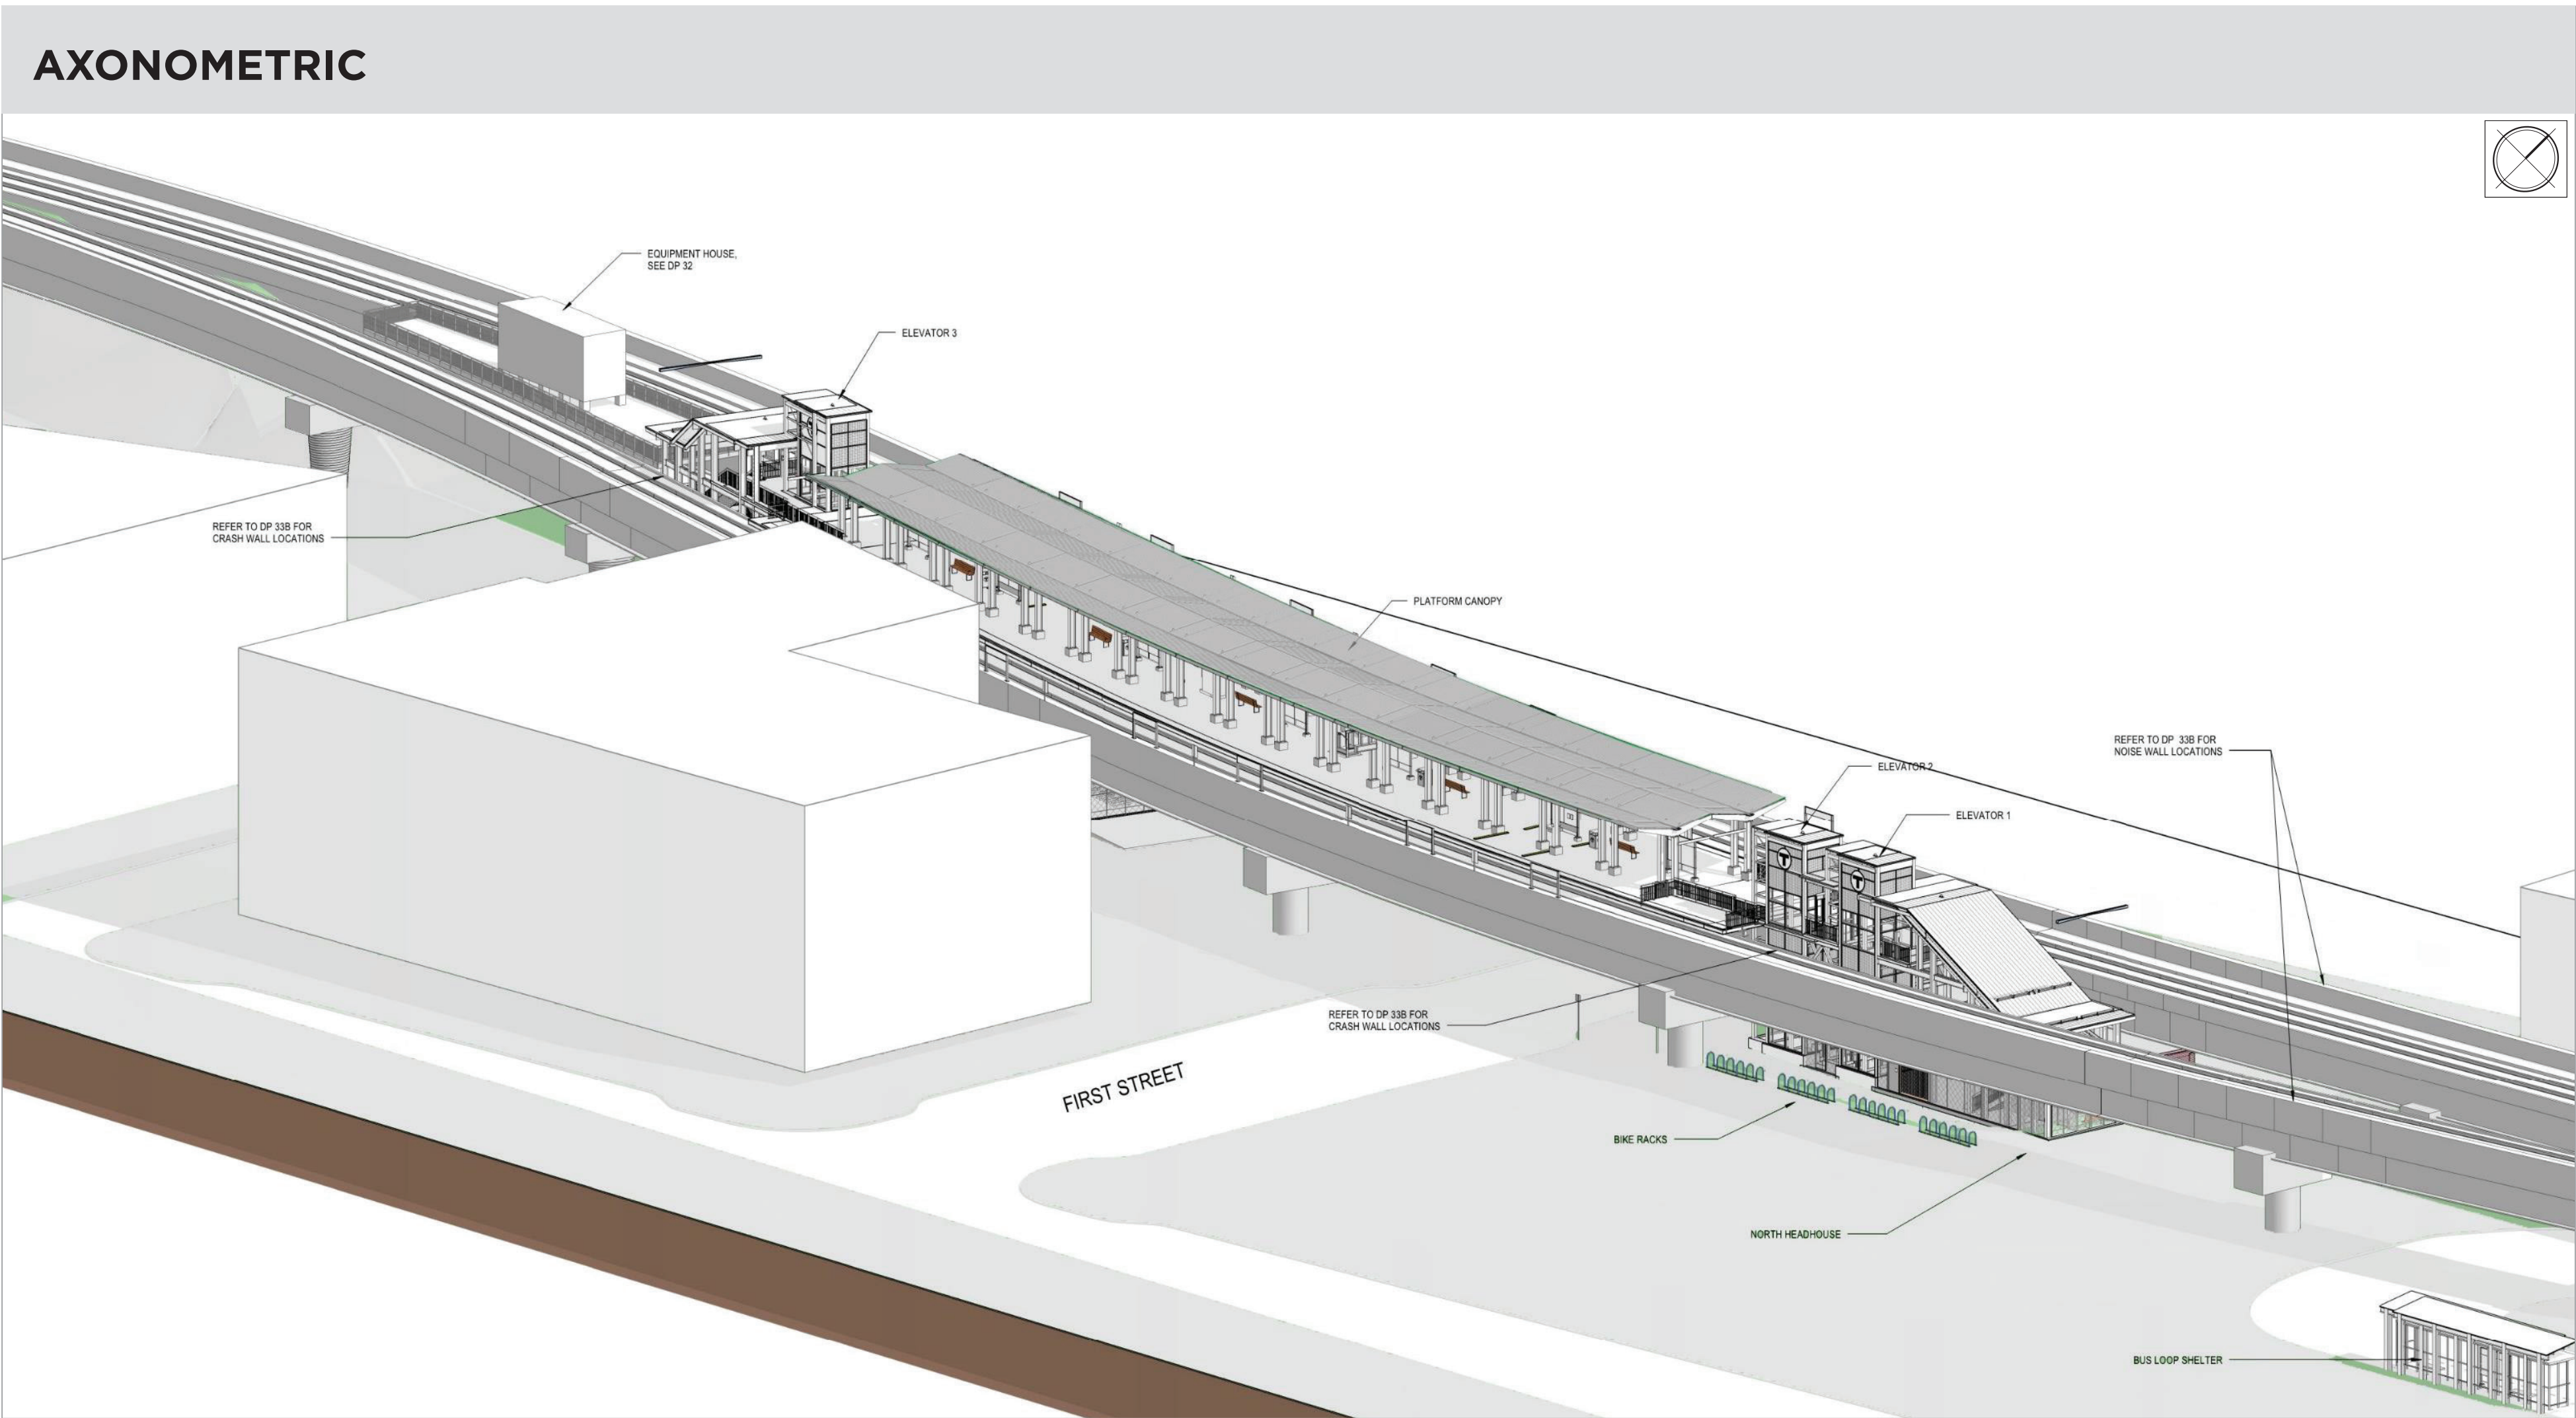 AXONOMETRIC
EQUIPMENT HOUSE,
SEE DP 32
ELEVATOR 3
REFER TO DP 33B FOR
CRASH WALL LOCATIONS
PLATFORM CANOPY
REFER TO DP 33B FOR
NOISE WALL LOCATIONS
ELEVATOR 2
ELEVATOR 1
T
T
REFER TO DP 33B FOR
CRASH WALL LOCATIONS
FIRST STREET
BIKE RACKS
NORTH HEADHOUSE
BUS LOOP SHELTER